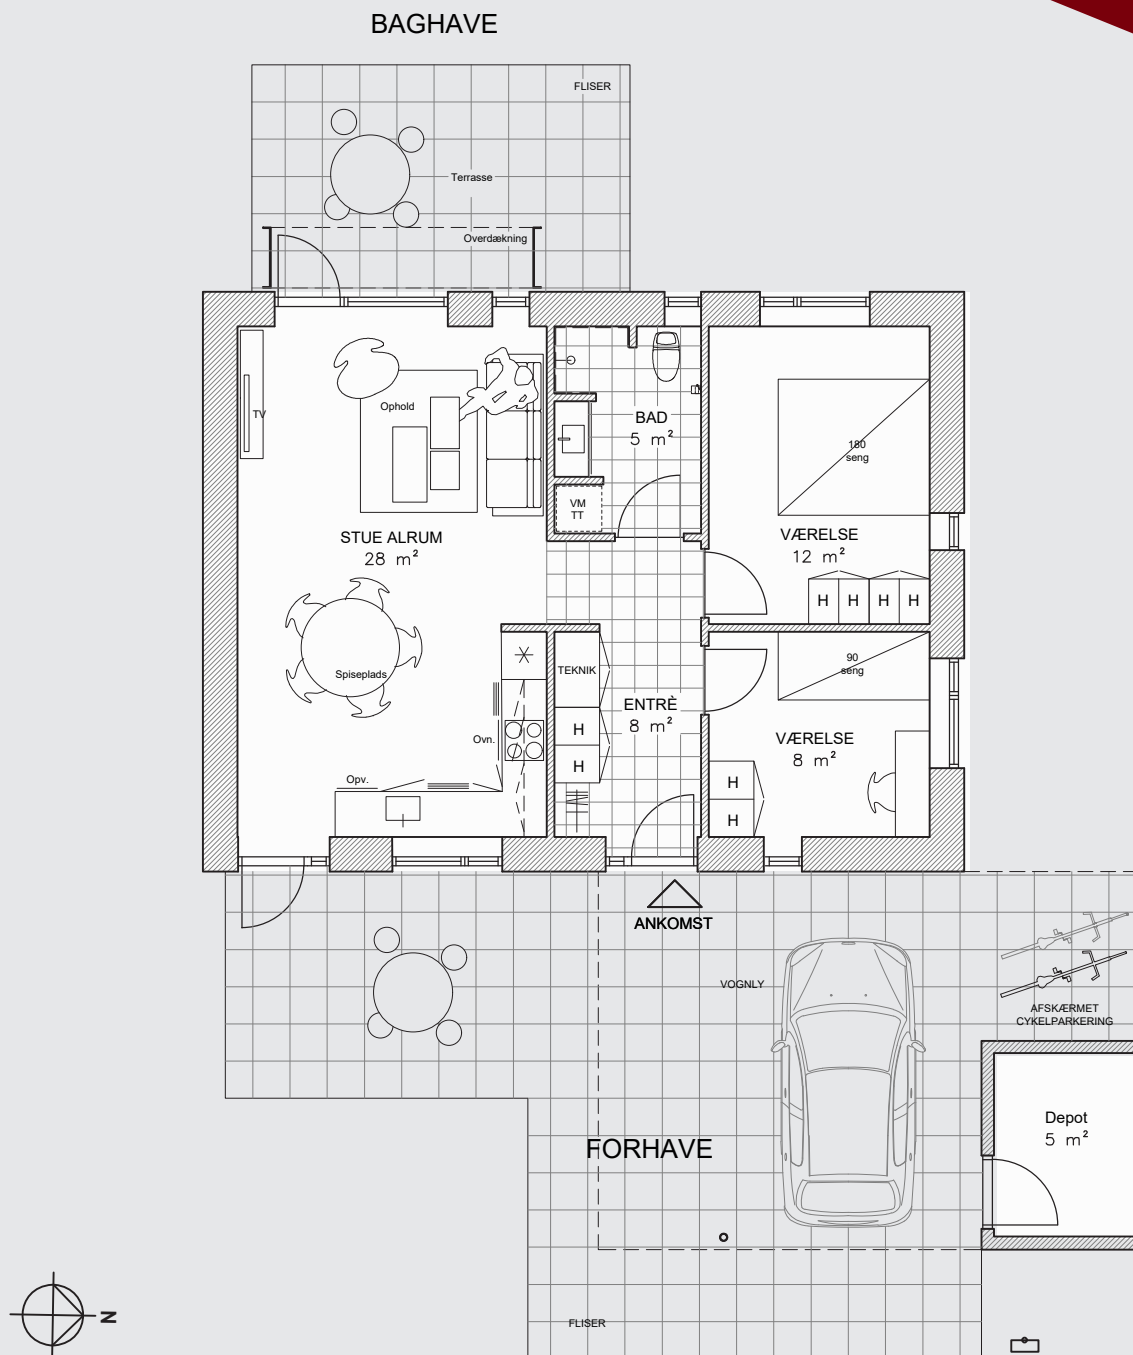 BAGHAVE
FLISER
Terrasse
Overdækning
TV
Ophold
BAD
5 m²
180
seng
VM
TT
STUE ALRUM
28 m²
VÆRELSE
12 m²
H H H H
Spiseplads
TEKNIK
90
seng
ENTRÈ
8 m²
H
Ovn.
VÆRELSE
8 m²
H
Opv.
H
H
ANKOMST
VOGNLY
AFSKÆRMET
CYKELPARKERING
Depot
5 m²
FORHAVE
N
FLISER